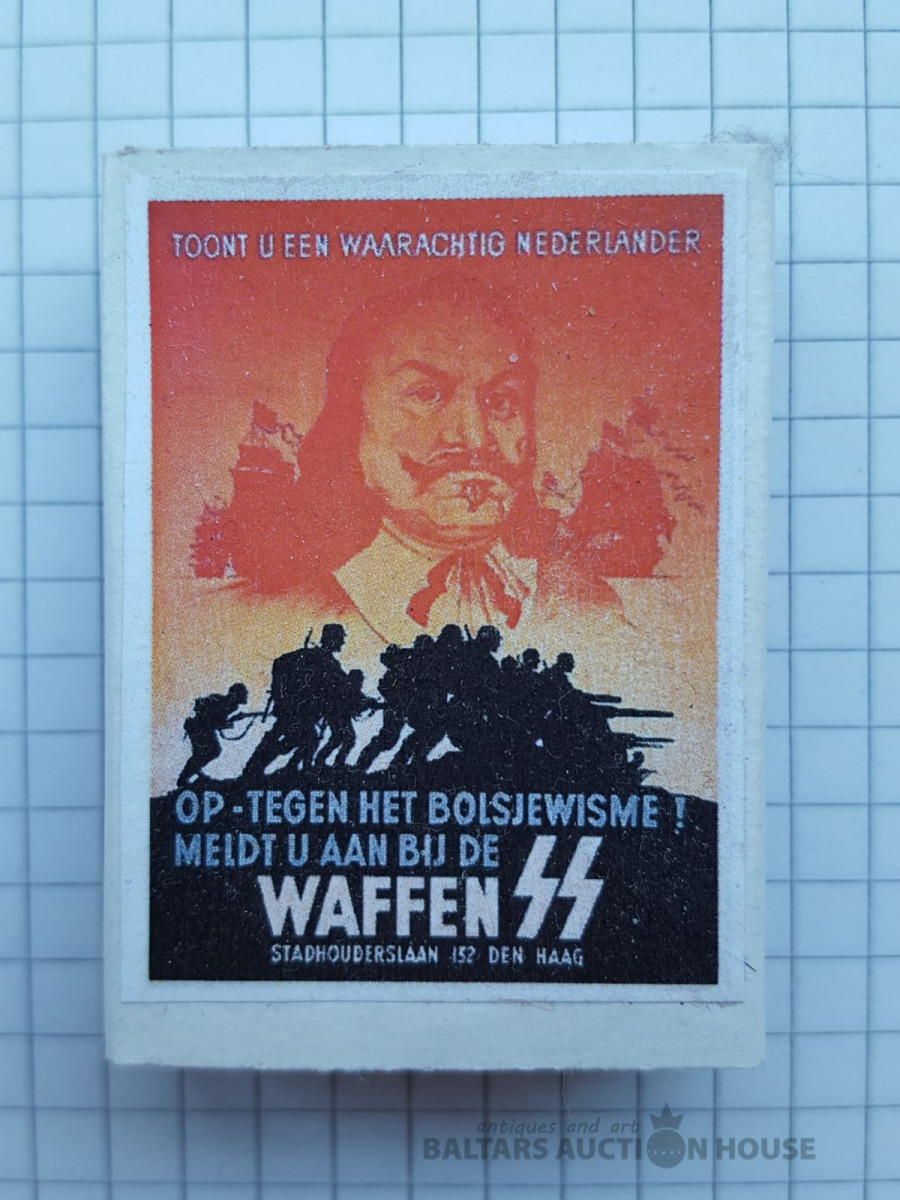 TOONT U EEN WAARACHTIG NEDERLANDER
OP-TEGEN HET BOLSJEWISME!
MELDT U AAN BIJ DE
WAFFEN SS
STADHOUDERSLAAN 132 DEN HAAG
antiques and art
BALTARS AUCTION HOUSE